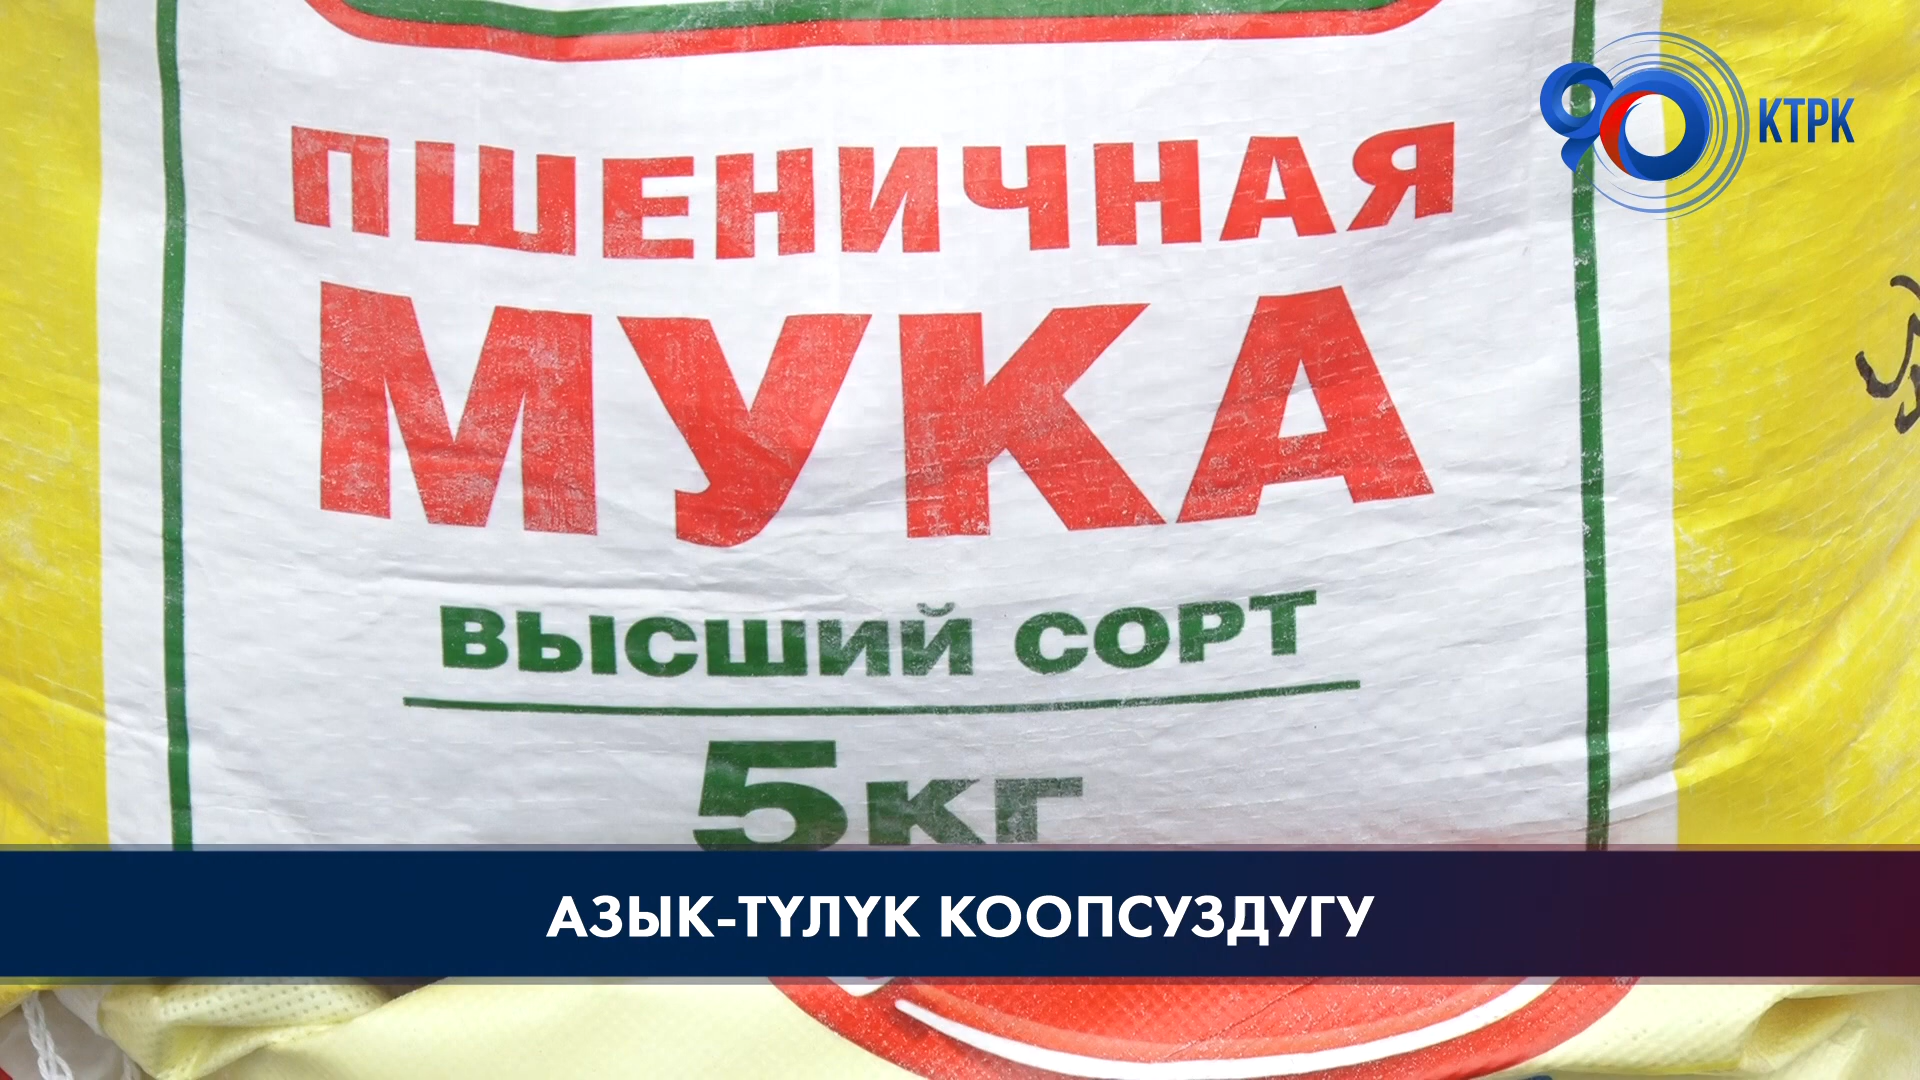 90 КТРК
ПШЕНИЧНАЯ
МУКА
ВЫСШИЙ СОРТ
5кг
АЗЫК-ТҮЛҮК КООПСУЗДУГУ